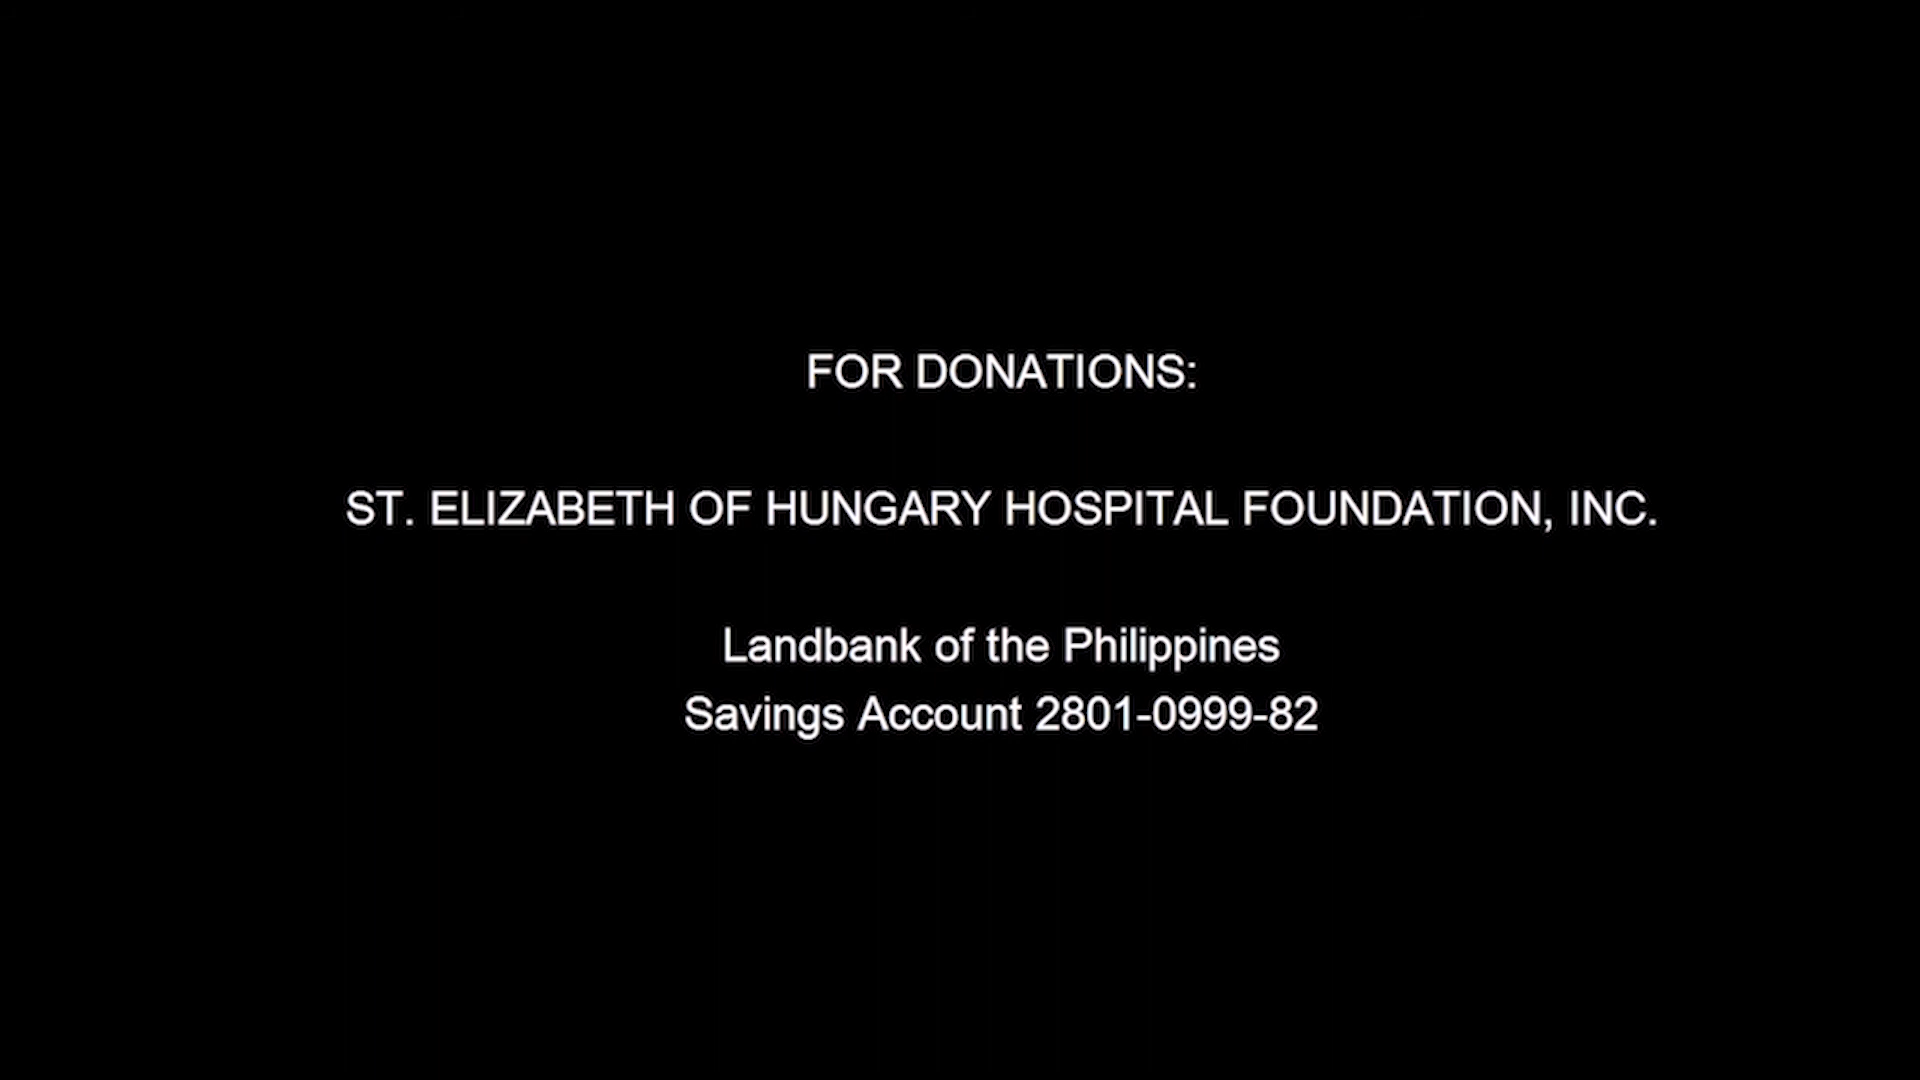 FOR DONATIONS:
ST. ELIZABETH OF HUNGARY HOSPITAL FOUNDATION, INC.
Landbank of the Philippines
Savings Account 2801-0999-82